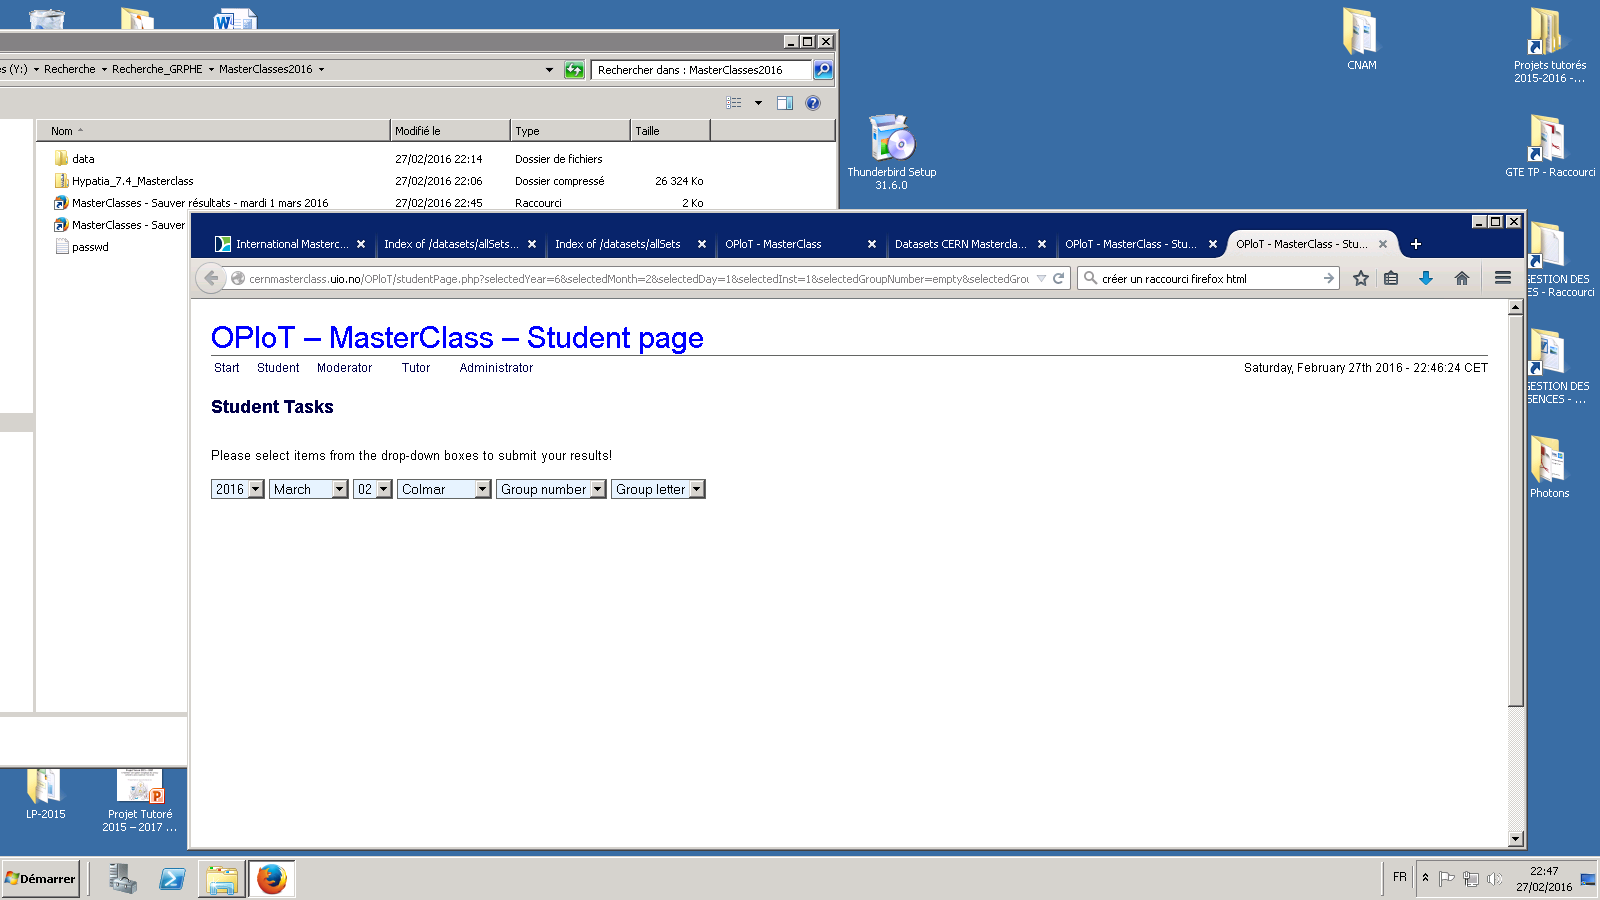 CNAM
Projets tutorés
2015-2016 -...
s (Y:) Recherche Recherche_GRPHE MasterClasses2016
Rechercher dans : MasterClasses2016
Nom Modifié le Type Taille
data 27/02/2016 22:14 Dossier de fichiers
Hypatia_7.4_Masterclass 27/02/2016 22:06 Dossier compressé 26 324 Ko
MasterClasses - Sauver résultats - mardi 1 mars 2016 27/02/2016 22:45 Raccourci 2 Ko
MasterClasses - Sauver
passwd
Thunderbird Setup
31.6.0
GTE TP - Raccourci
International Masterc... Index of /datasets/allSets... Index of /datasets/allSets OPloT - MasterClass Datasets CERN Mastercla... OPloT - MasterClass - Stu... OPloT - MasterClass - Stu...
cernmasterclass.uio.no/OPloT/studentPage.php?selectedYear=6&selectedMonth=2&selectedDay=1&selectedInst=1&selectedGroupNumber=empty&selectedGrou
créer un raccourci firefox html
OPloT – MasterClass – Student page
Start Student Moderator Tutor Administrator
Saturday, February 27th 2016 - 22:46:24 CET
Student Tasks
Please select items from the drop-down boxes to submit your results!
2016 March 02 Colmar Group number Group letter
ESTION DES
ES - Raccourci
ESTION DES
SENCES - ...
Photons
LP-2015
Projet Tutoré
2015 – 2017 ...
Démarrer
FR
22:47
27/02/2016